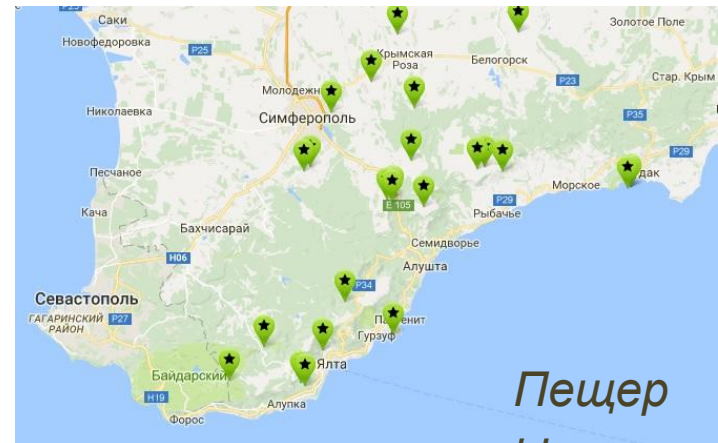 Саки
Золотое Поле
Новофедоровка
P25
Крымская
Роза
Белогорск
P23
Стар. Крым
Молодежн
Николаевка
Симферополь
P35
P29
Песчаное
дак
Морское
Кача
E 105
P29
Рыбачье
Бахчисарай
Семидворье
H06
Алушта
P34
Севастополь
ГАГАРИНСКИЙ
РАЙОН
P27
Гурзуф
Ялта
Байдарский
H19
Алупка
Форос
Пещер